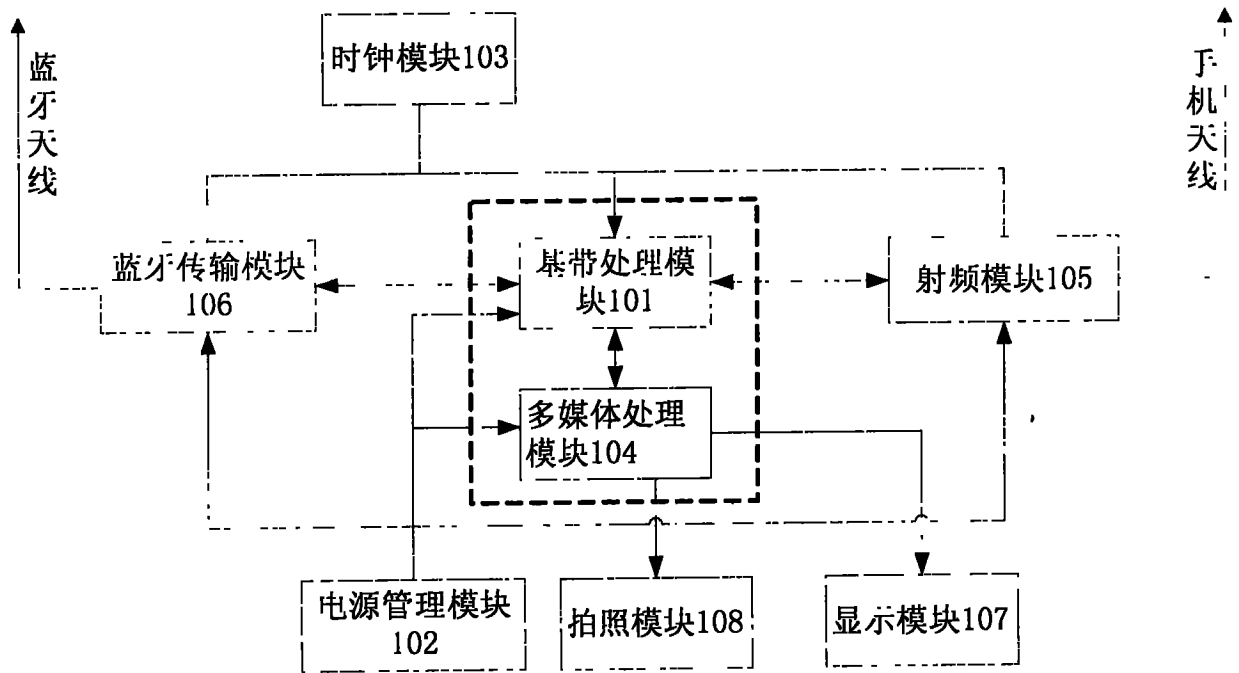 时钟模块103
蓝牙天线
手机天线
蓝牙传输模块
106
基带处理模
块101
射频模块105
多媒体处理
模块104
电源管理模块
102
拍照模块108
显示模块107